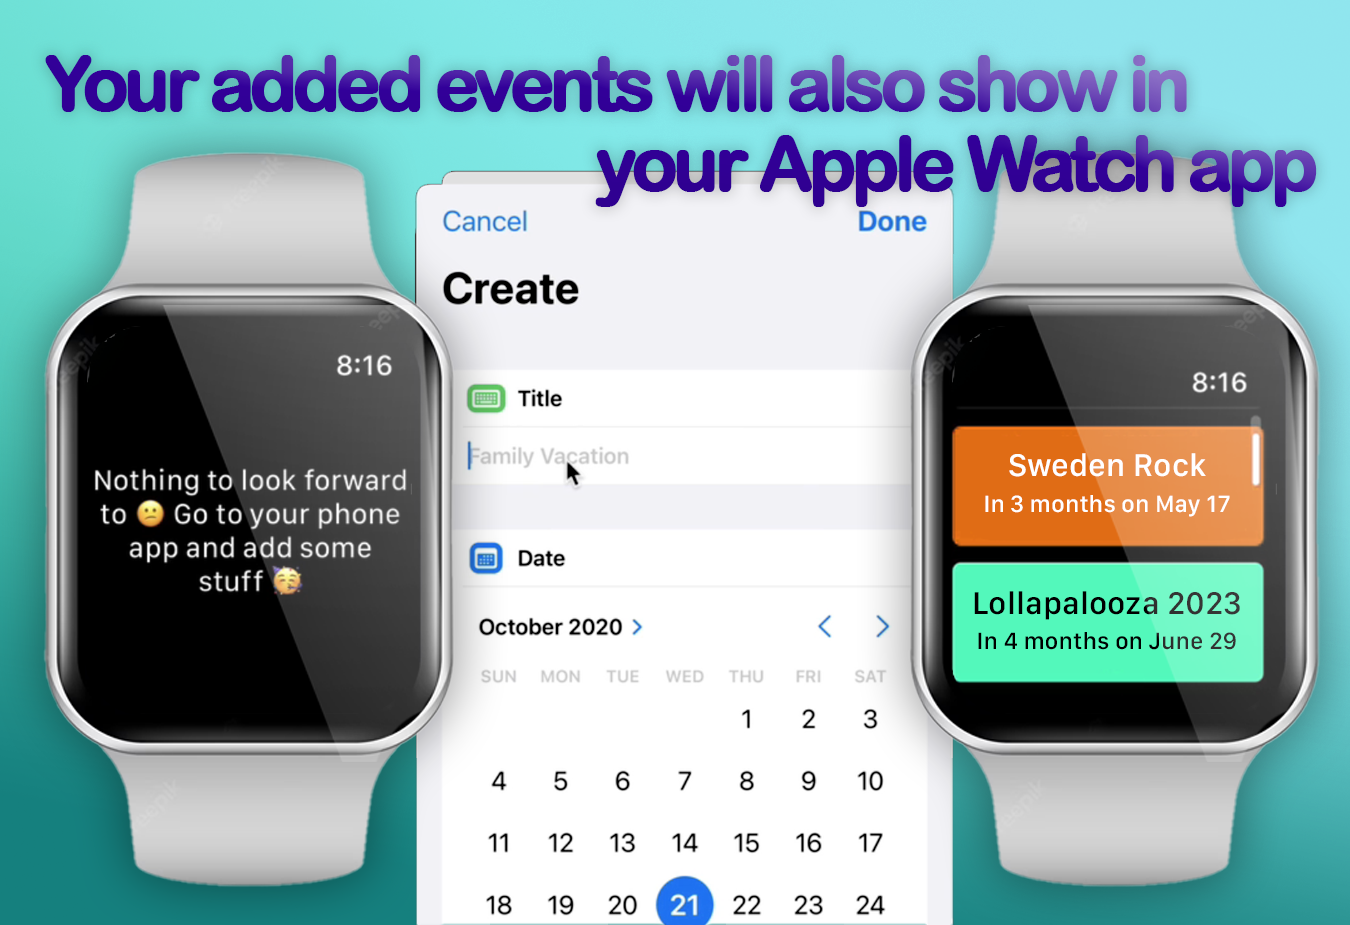 Your added events will also show in
your Apple Watch app
8:16
Nothing to look forward
to 😕 Go to your phone
app and add some
stuff 🥳
Cancel
Done
Create
Title
Family Vacation
Date
October 2020 >
< >
SUN MON TUE WED THU FRI SAT
1 2 3
4 5 6 7 8 9 10
11 12 13 14 15 16 17
18 19 20 21 22 23 24
8:16
Sweden Rock
In 3 months on May 17
Lollapalooza 2023
In 4 months on June 29